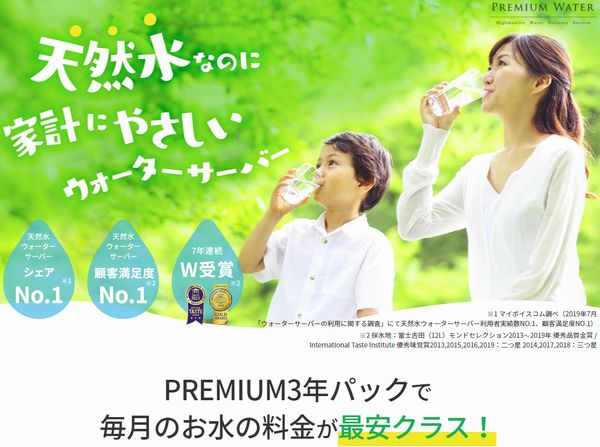 PREMIUM WATER
HighQuality Water Delivery Service
天然水なのに
家計にやさしい
ウォーターサーバー
天然水
ウォーター
サーバー
シェア
No.1 ※1
天然水
ウォーター
サーバー
顧客満足度
No.1 ※2
7年連続
W受賞 ※2
TASTE
GOLD
※1 マイボイスコム調べ（2019年7月
「ウォーターサーバーの利用に関する調査」にて天然水ウォーターサーバー利用者実績数NO.1、顧客満足度NO.1）
※2 採水地：富士吉田（12L）モンドセレクション2013～2019年 優秀品質金賞 /
International Taste Institute 優秀味覚賞2013,2015,2016,2019：二つ星 2014,2017,2018：三つ星
PREMIUM3年パックで
毎月のお水の料金が最安クラス！